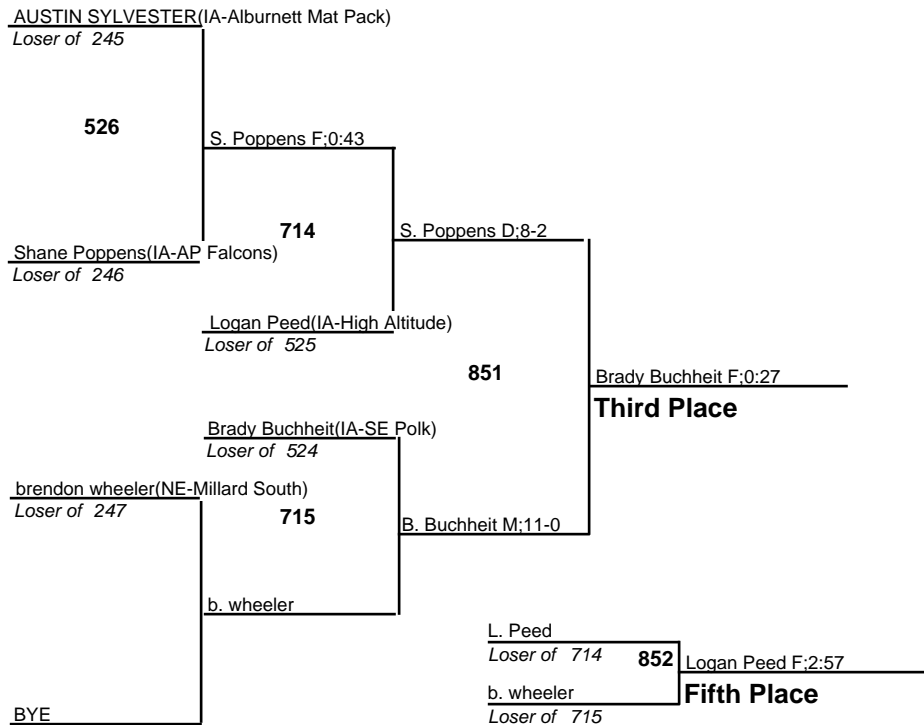 AUSTIN SYLVESTER(IA-Alburnett Mat Pack)
Loser of 245
526
S. Poppens F;0:43
714
S. Poppens D;8-2
Shane Poppens(IA-AP Falcons)
Loser of 246
Logan Peed(IA-High Altitude)
Loser of 525
851
Brady Buchheit F;0:27
Third Place
Brady Buchheit(IA-SE Polk)
Loser of 524
brendon wheeler(NE-Millard South)
Loser of 247
715
B. Buchheit M;11-0
b. wheeler
L. Peed
Loser of 714
852
Logan Peed F;2:57
Fifth Place
b. wheeler
Loser of 715
BYE